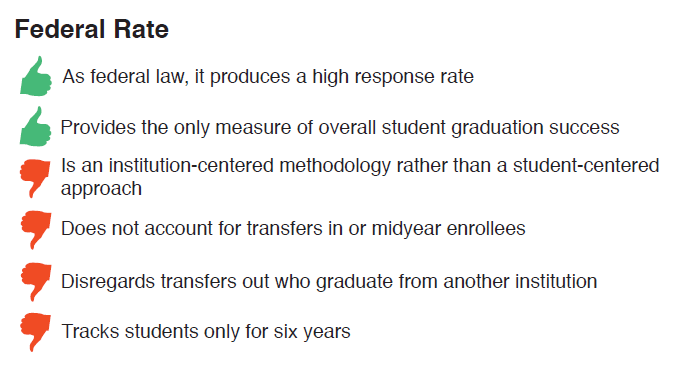 Federal Rate
As federal law, it produces a high response rate
Provides the only measure of overall student graduation success
Is an institution-centered methodology rather than a student-centered
approach
Does not account for transfers in or midyear enrollees
Disregards transfers out who graduate from another institution
Tracks students only for six years